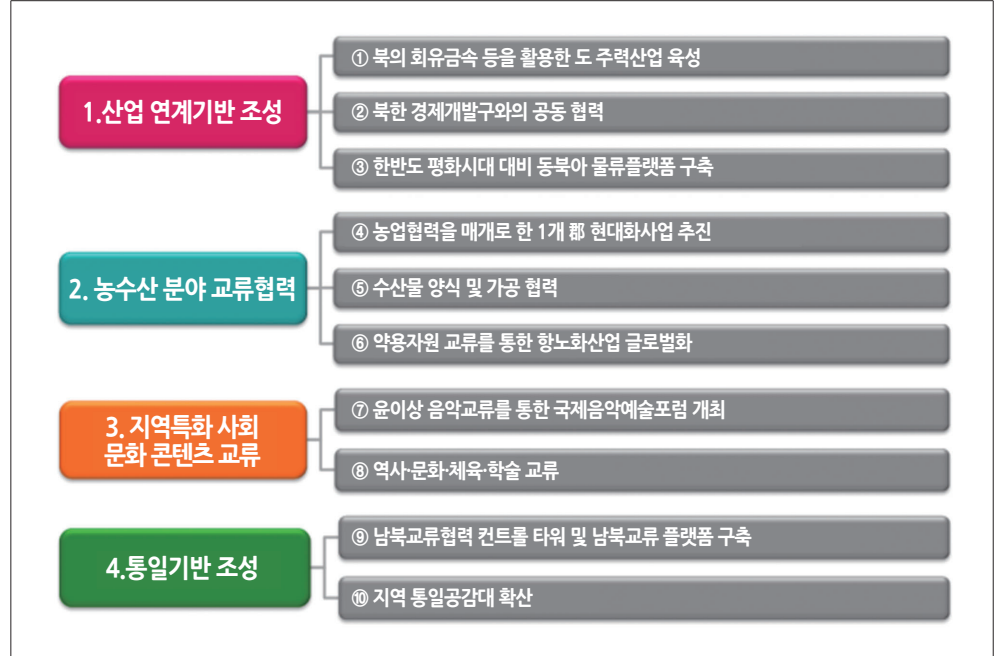 1.산업 연계기반 조성
① 북의 회유금속 등을 활용한 도 주력산업 육성
② 북한 경제개발구와의 공동 협력
③ 한반도 평화시대 대비 동북아 물류플랫폼 구축
2. 농수산 분야 교류협력
④ 농업협력을 매개로 한 1개 郡 현대화사업 추진
⑤ 수산물 양식 및 가공 협력
⑥ 약용자원 교류를 통한 항노화산업 글로벌화
3. 지역특화 사회
문화 콘텐츠 교류
⑦ 윤이상 음악교류를 통한 국제음악예술포럼 개최
⑧ 역사·문화·체육·학술 교류
4.통일기반 조성
⑨ 남북교류협력 컨트롤 타워 및 남북교류 플랫폼 구축
⑩ 지역 통일공감대 확산